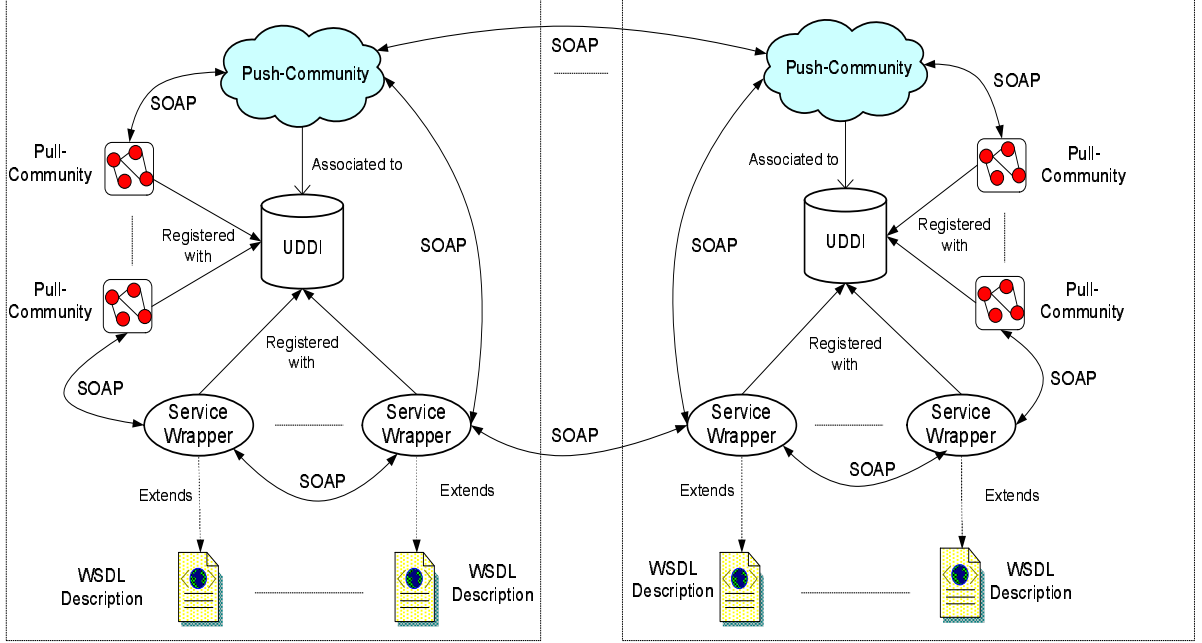 SOAP
Push-Community
Push-Community
SOAP
SOAP
Pull-
Community
Associated to
Associated to
Pull-
Community
Registered
with
UDDI
SOAP
SOAP
UDDI
Registered
with
Pull-
Community
Pull-
Community
Registered
with
Registered
with
SOAP
SOAP
Service
Wrapper
Service
Wrapper
SOAP
Service
Wrapper
Service
Wrapper
SOAP
SOAP
Extends
Extends
Extends
Extends
WSDL
Description
WSDL
Description
WSDL
Description
WSDL
Description